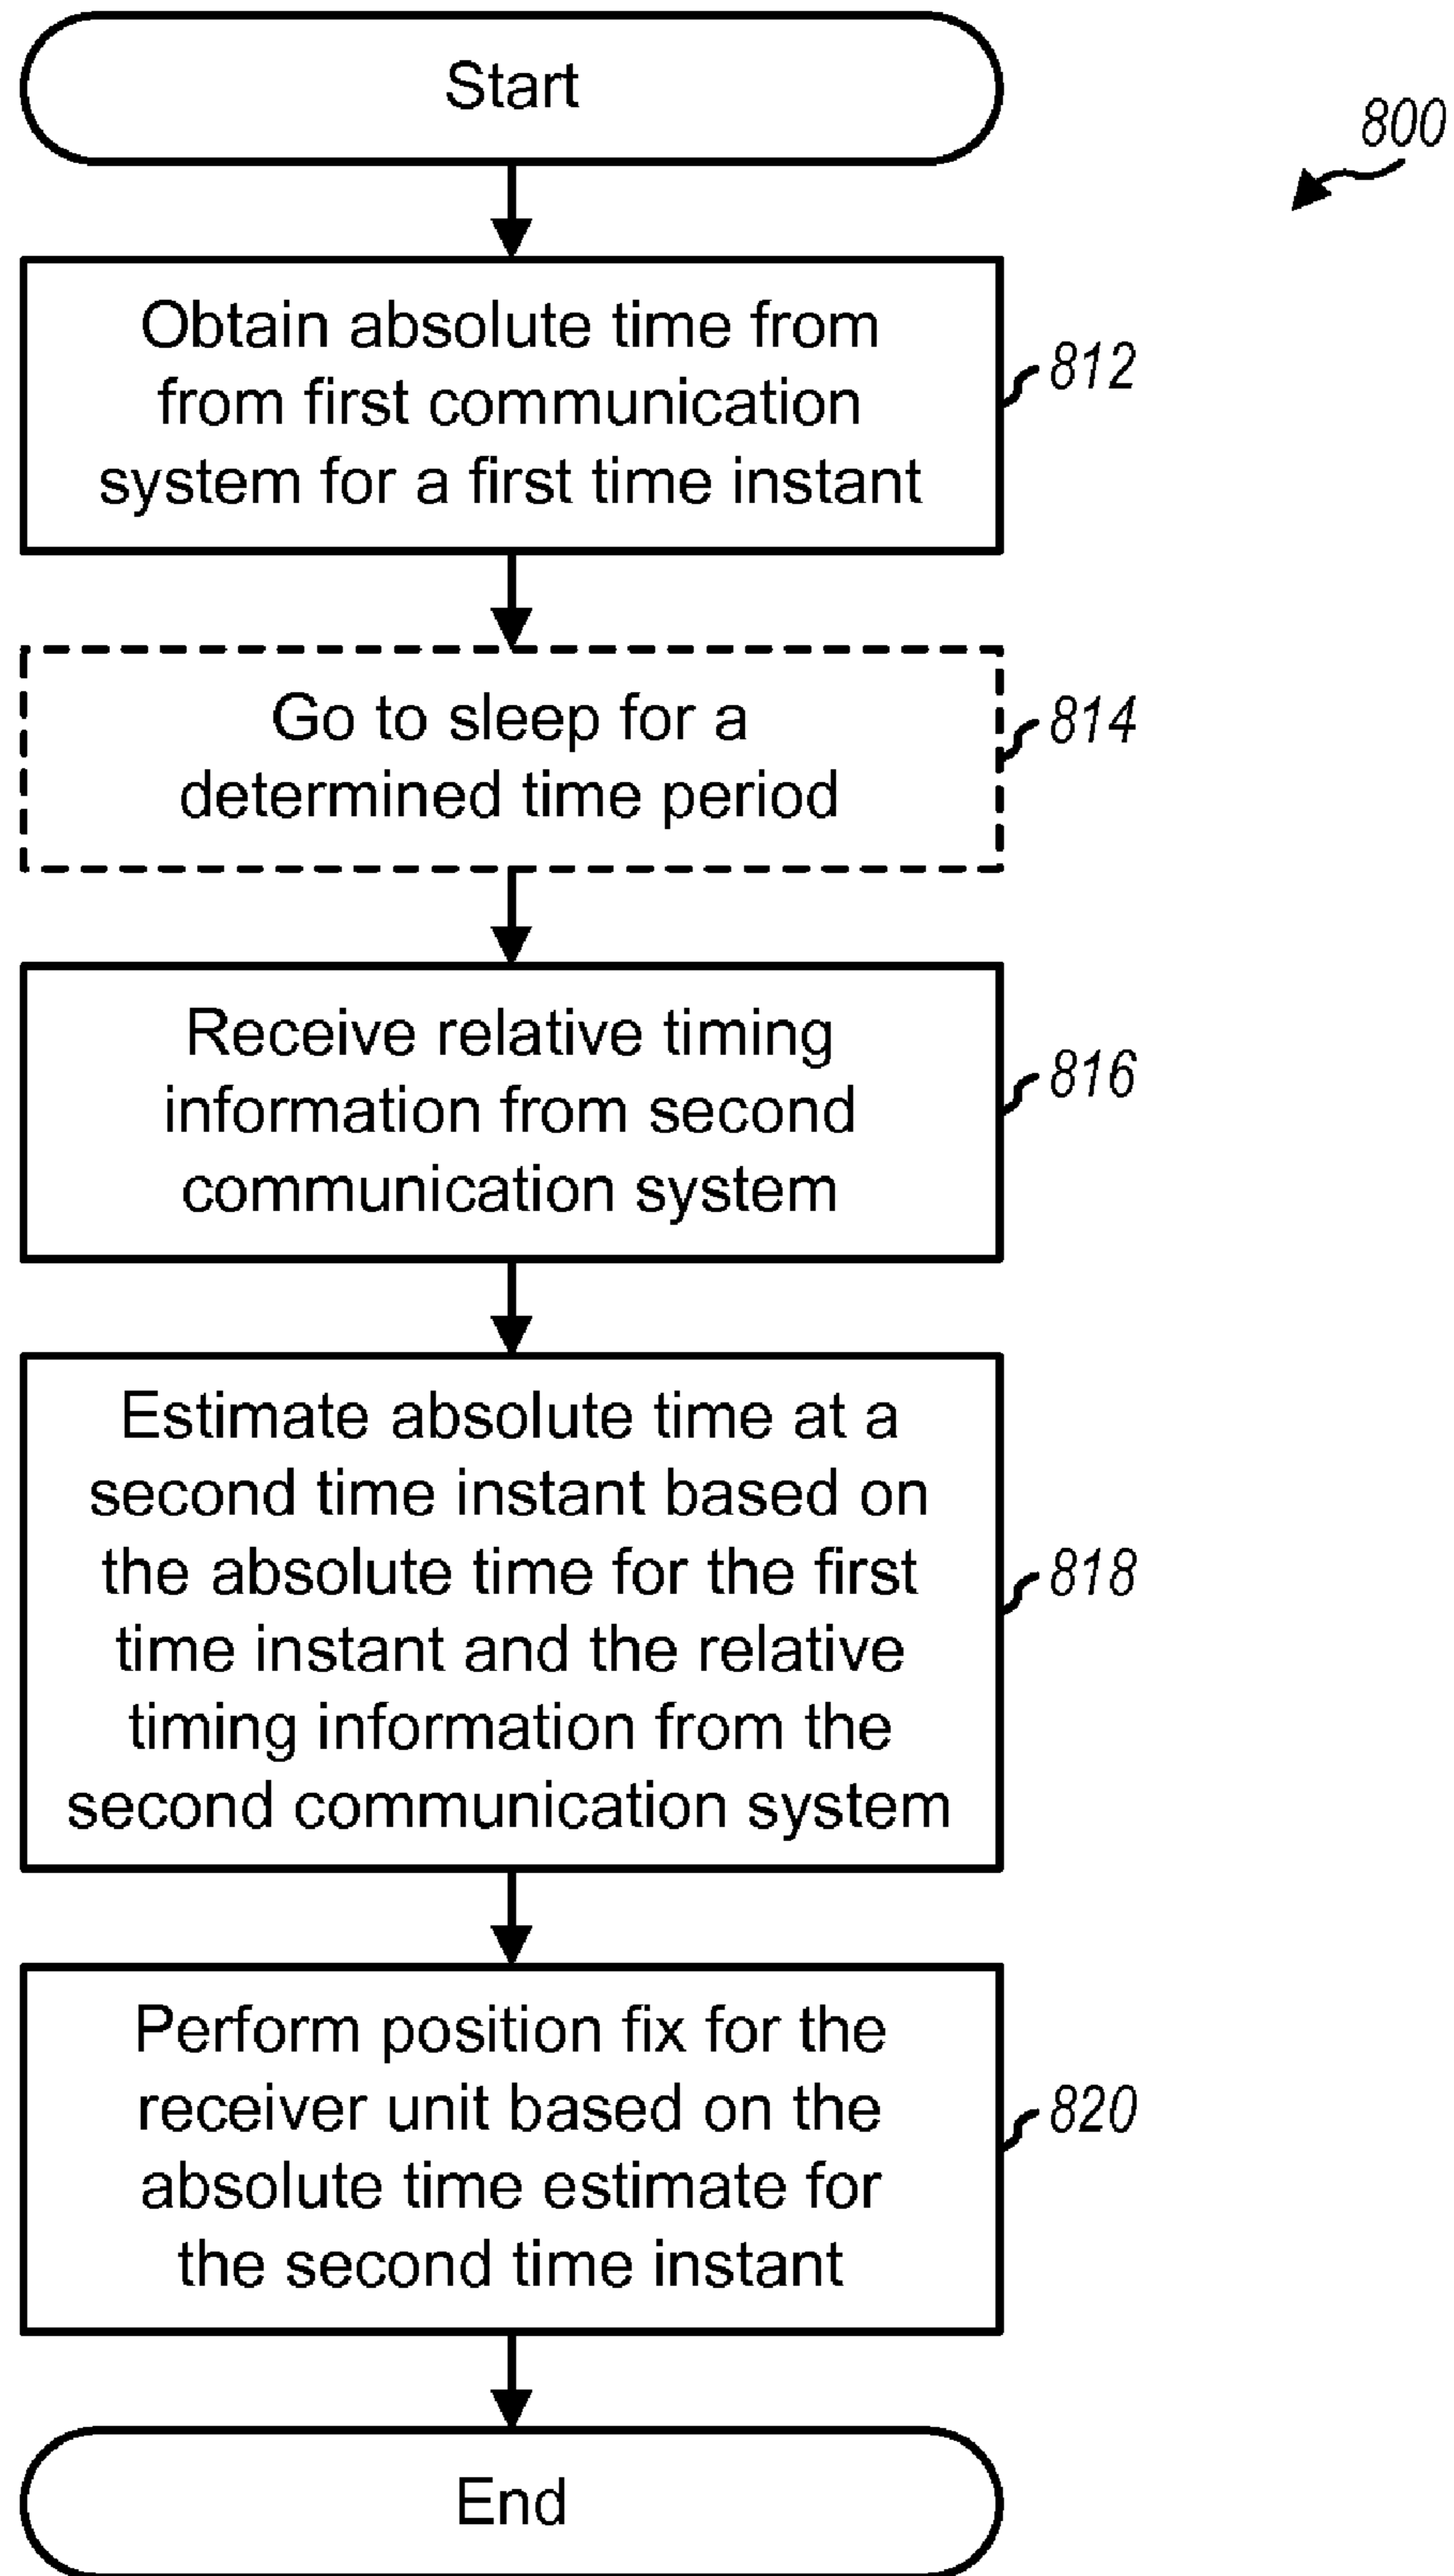 Start
800
Obtain absolute time from
from first communication
system for a first time instant
812
Go to sleep for a
determined time period
814
Receive relative timing
information from second
communication system
816
Estimate absolute time at a
second time instant based on
the absolute time for the first
time instant and the relative
timing information from the
second communication system
818
Perform position fix for the
receiver unit based on the
absolute time estimate for
the second time instant
820
End